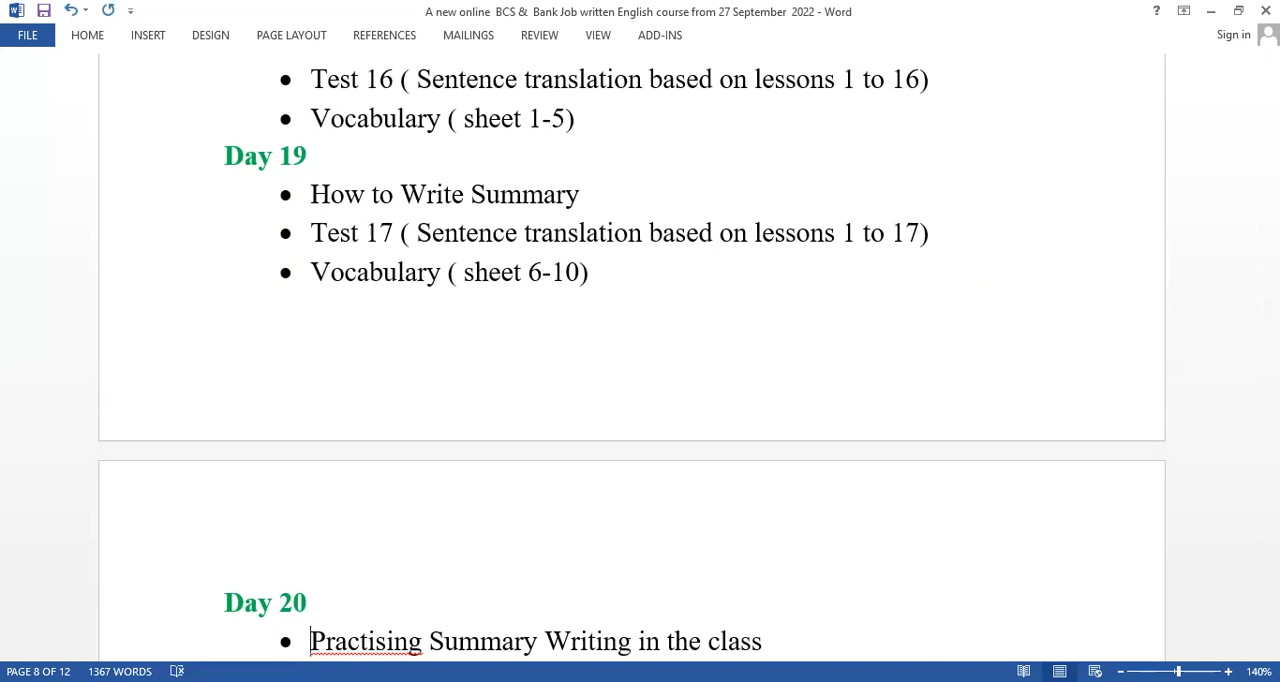 A new online BCS & Bank Job written English course from 27 September 2022 - Word
?
FILE HOME INSERT DESIGN PAGE LAYOUT REFERENCES MAILINGS REVIEW VIEW ADD-INS Sign in
• Test 16 ( Sentence translation based on lessons 1 to 16)
• Vocabulary ( sheet 1-5)
Day 19
• How to Write Summary
• Test 17 ( Sentence translation based on lessons 1 to 17)
• Vocabulary ( sheet 6-10)
Day 20
• Practising Summary Writing in the class
PAGE 8 OF 12 1367 WORDS 140%